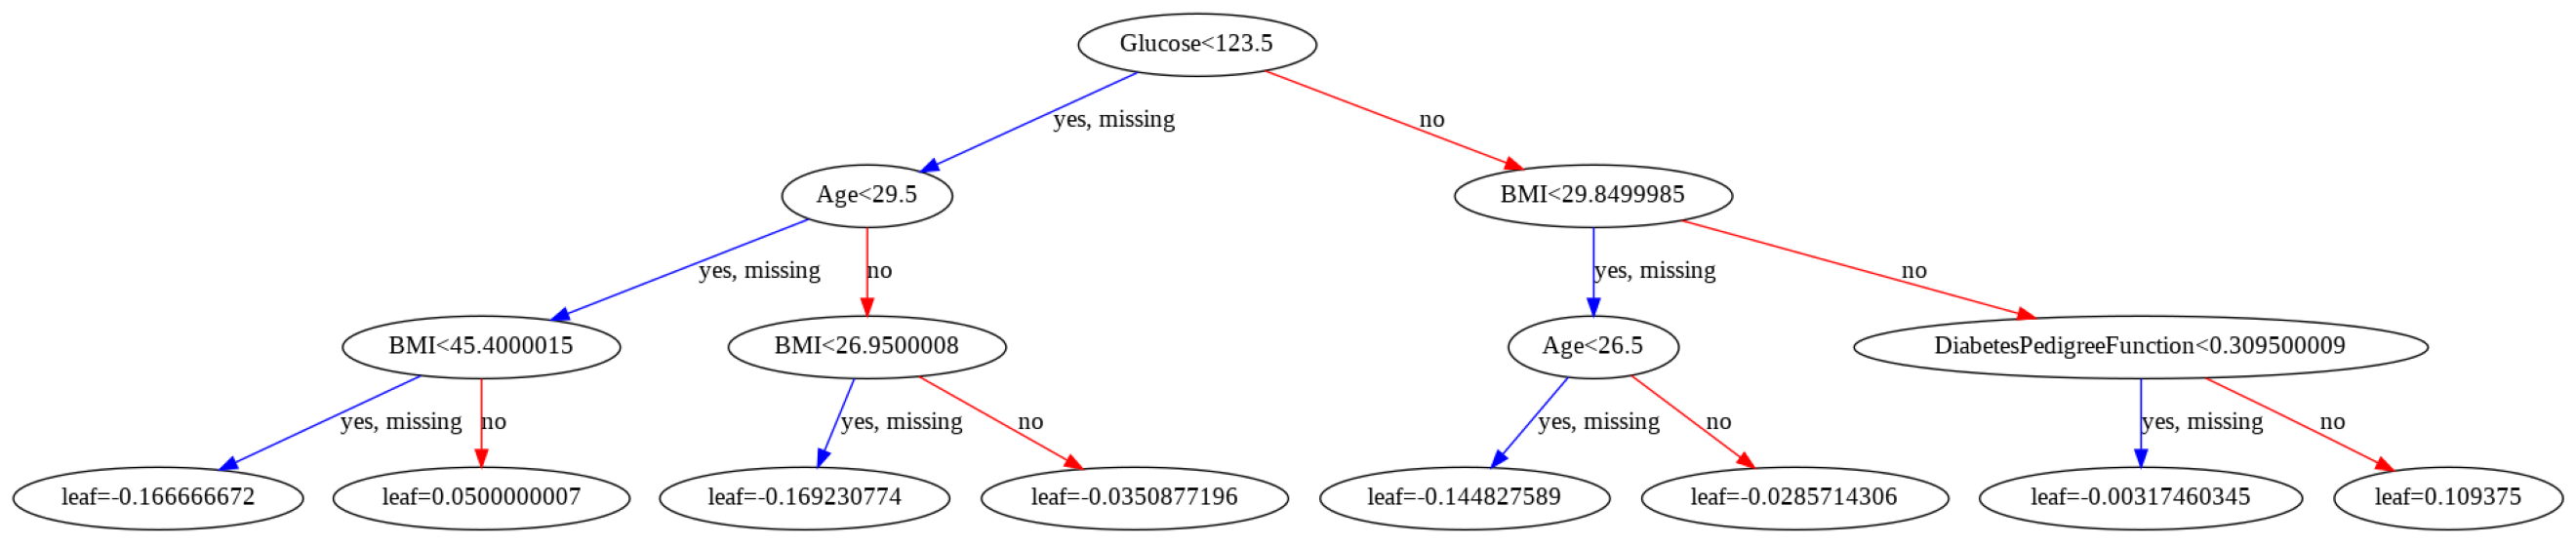 Glucose<123.5
yes, missing
no
Age<29.5
BMI<29.8499985
yes, missing
no
yes, missing
no
BMI<45.4000015
BMI<26.9500008
Age<26.5
DiabetesPedigreeFunction<0.309500009
yes, missing
no
yes, missing
no
yes, missing
no
yes, missing
no
leaf=-0.166666672
leaf=0.0500000007
leaf=-0.169230774
leaf=-0.0350877196
leaf=-0.144827589
leaf=-0.0285714306
leaf=-0.00317460345
leaf=0.109375